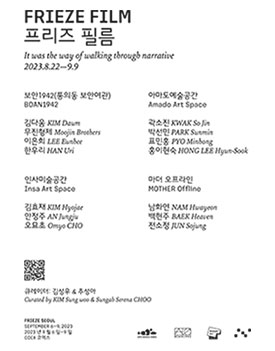 FRIEZE FILM
프리즈 필름
It was the way of walking through narrative
2023.8.22—9.9
보안1942(통의동 보안여관)
BOAN1942
김다움 KIM Daum
무진형제 Moojin Brothers
이은희 LEE Eunhee
한우리 HAN Uri
아마도예술공간
Amado Art Space
곽소진 KWAK So Jin
박선민 PARK Sunmin
표민홍 PYO Minhong
홍이현숙 HONG LEE Hyun-Sook
인사미술공간
Insa Art Space
김효재 KIM Hyojae
안정주 AN Jungju
오묘초 Omyo CHO
마더 오프라인
MOTHER Offline
남화연 NAM Hwayeon
백현주 BAEK Heaven
전소정 JUN Sojung
큐레이터: 김성우 & 추성아
Curated by KIM Sung woo & Sungah Serena CHOO
FRIEZE SEOUL
SEPTEMBER 6–9, 2023
2023년 9월 6일–9일
COEX 코엑스